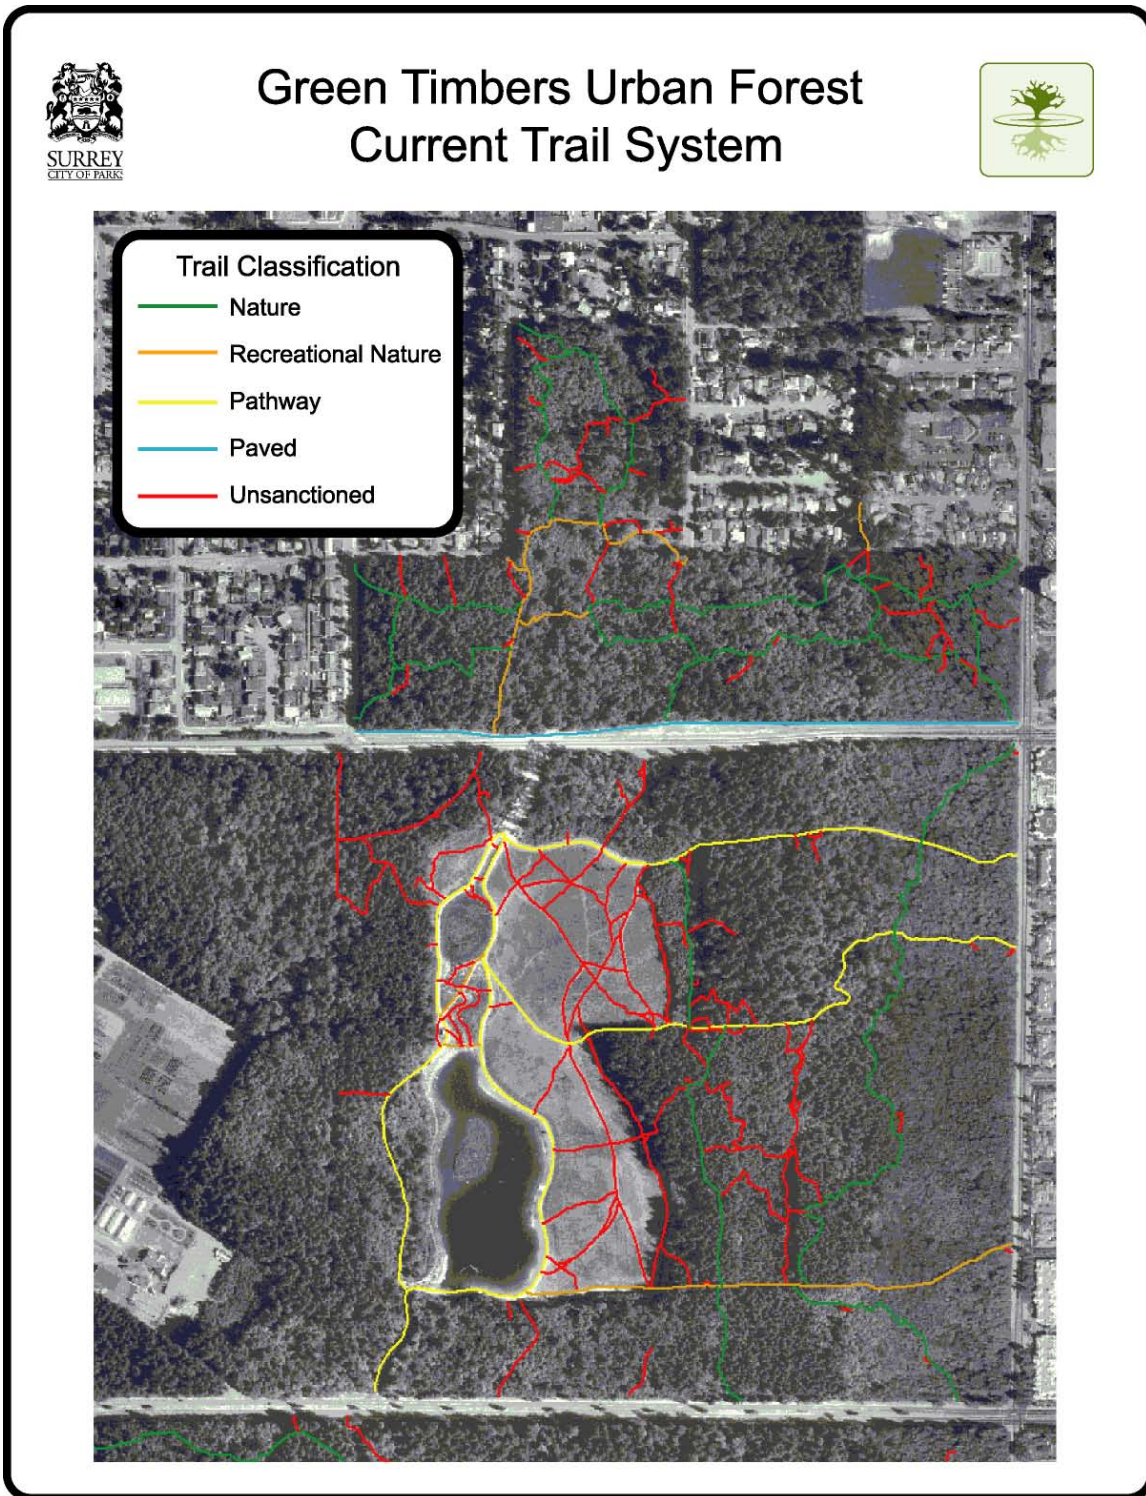 Green Timbers Urban Forest
Current Trail System
SURREY
CITY OF PARKS
Trail Classification
Nature
Recreational Nature
Pathway
Paved
Unsanctioned